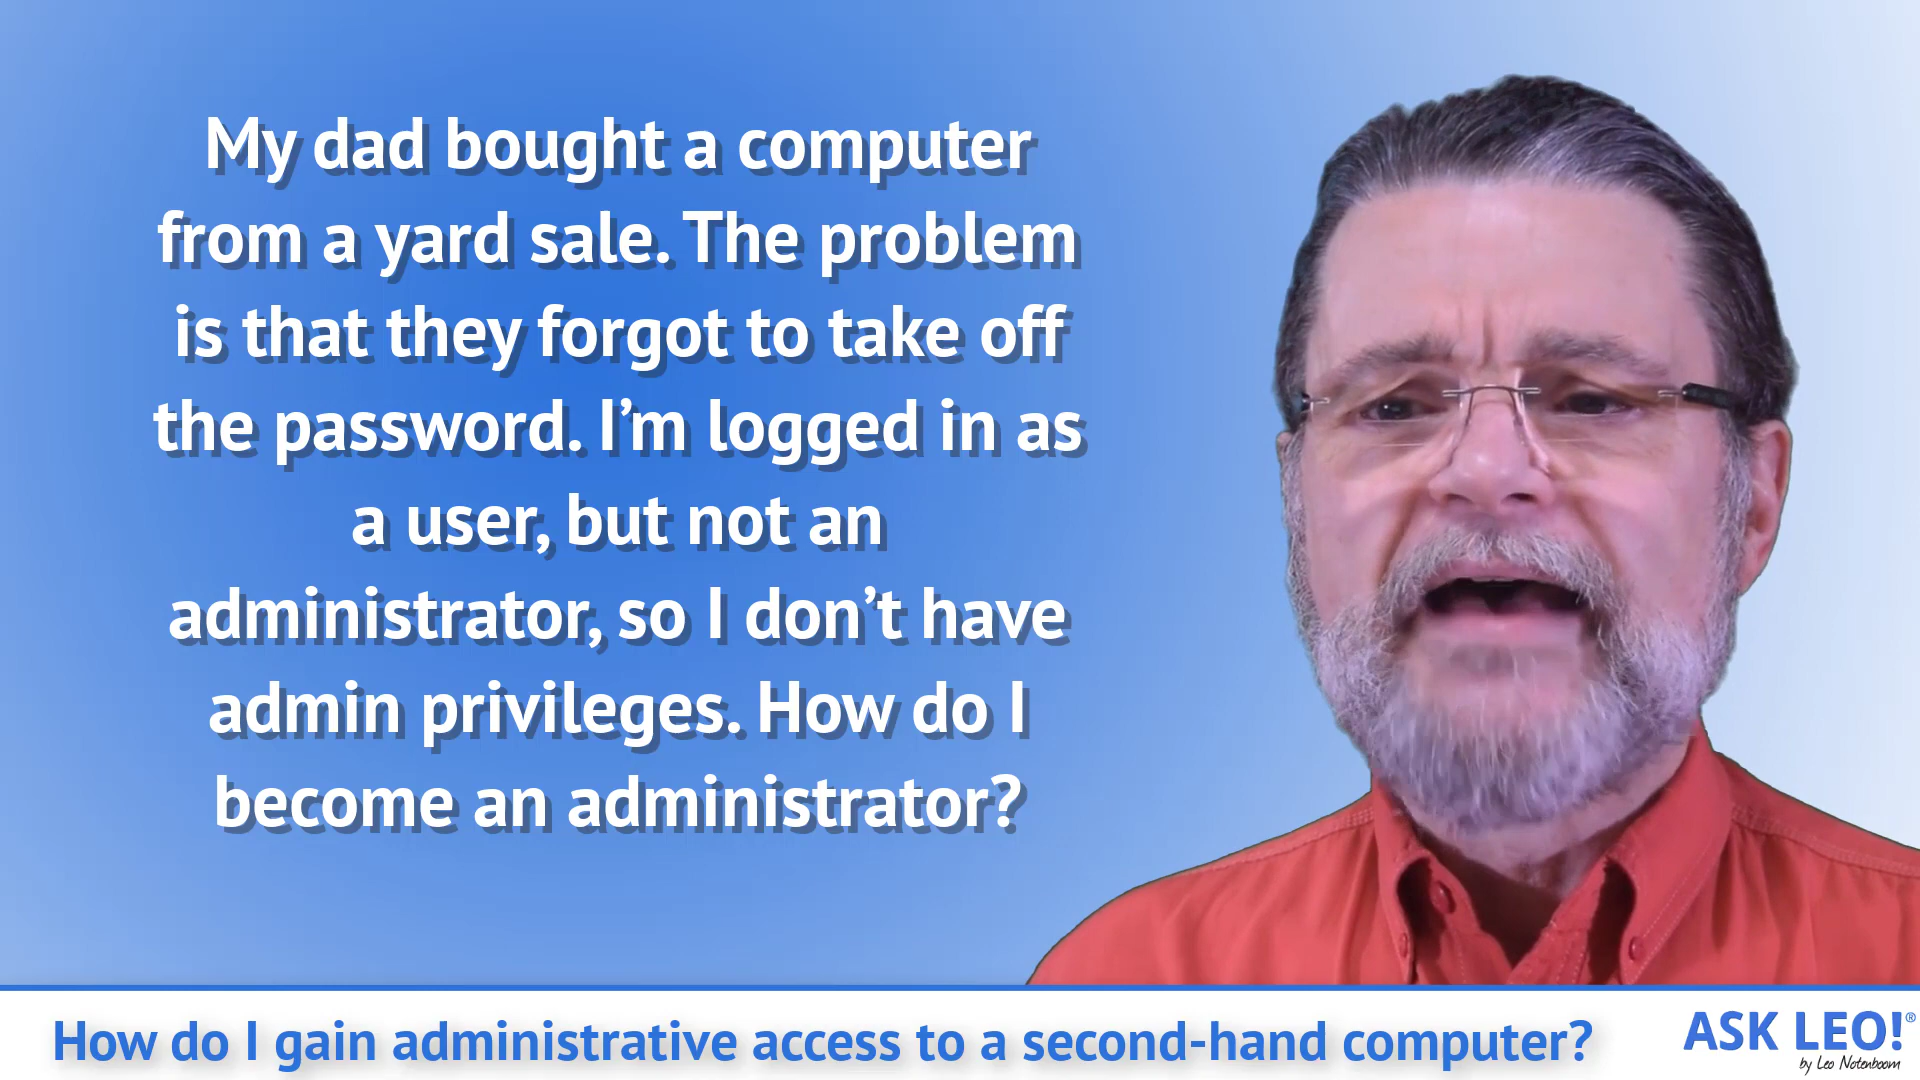 My dad bought a computer
from a yard sale. The problem
is that they forgot to take off
the password. I’m logged in as
a user, but not an
administrator, so I don’t have
admin privileges. How do I
become an administrator?
How do I gain administrative access to a second-hand computer?
ASK LEO!®
by Leo Notenboom